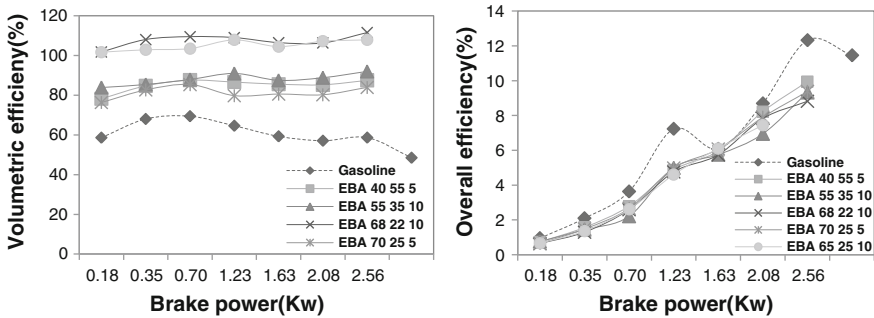 Volumetric efficieny(%)
120
100
80
60
40
20
0
Gasoline
EBA 40 55 5
EBA 55 35 10
EBA 68 22 10
EBA 70 25 5
0.18 0.35 0.70 1.23 1.63 2.08 2.56
Brake power(Kw)
Overall efficiency(%)
14
12
10
8
6
4
2
0
Gasoline
EBA 40 55 5
EBA 55 35 10
EBA 68 22 10
EBA 70 25 5
EBA 65 25 10
0.18 0.35 0.70 1.23 1.63 2.08 2.56
Brake power(Kw)